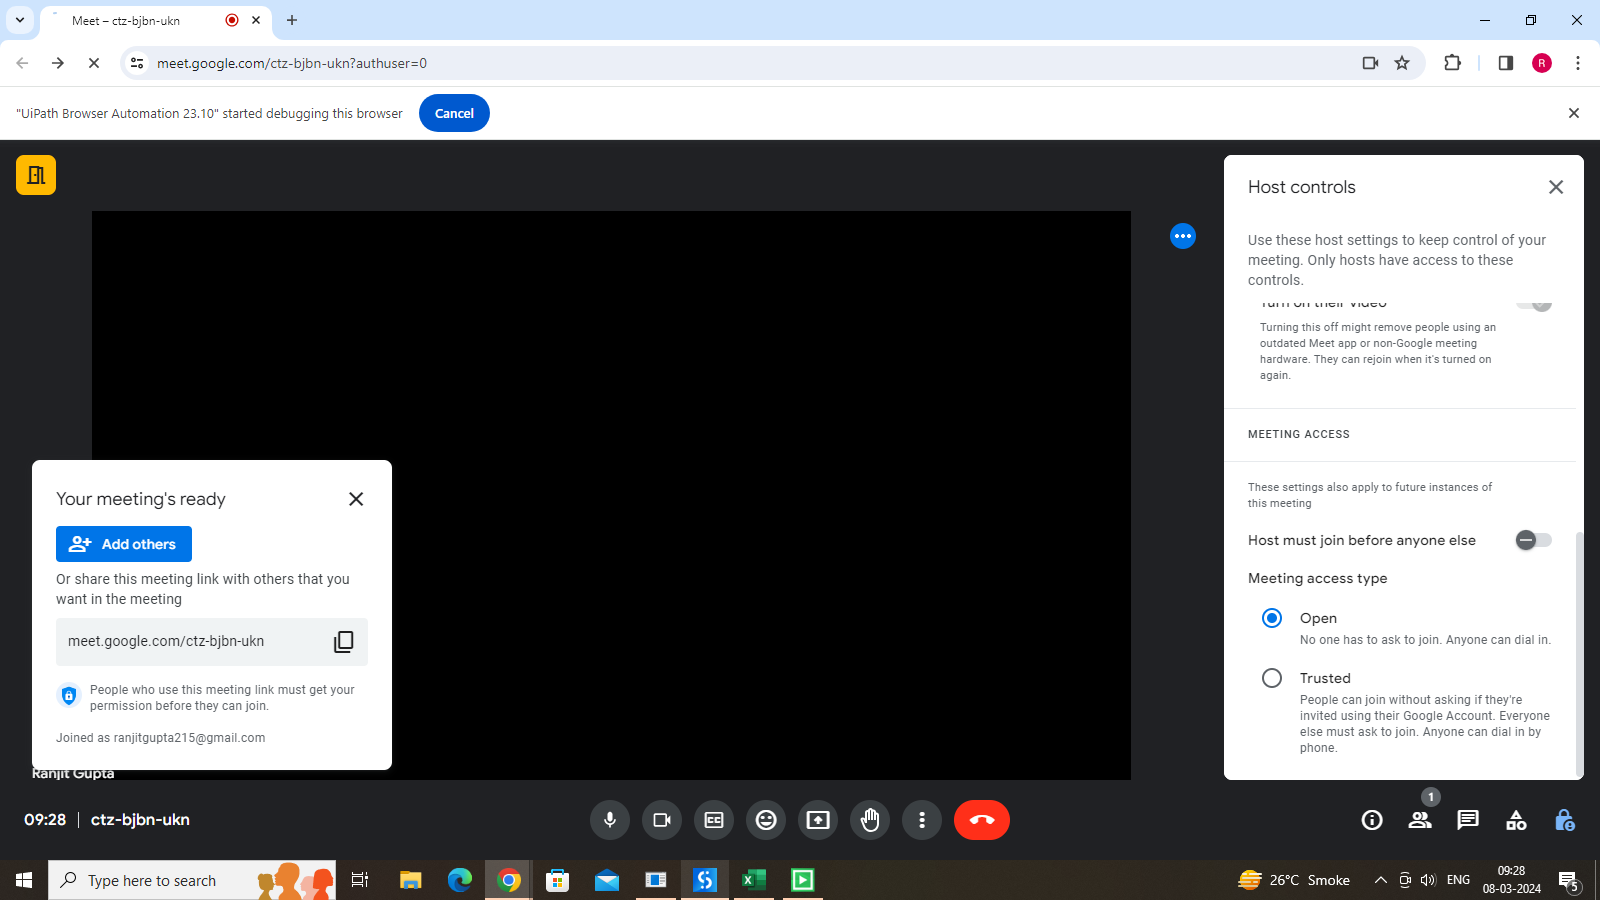 Meet – ctz-bjbn-ukn
meet.google.com/ctz-bjbn-ukn?authuser=0
R
"UiPath Browser Automation 23.10" started debugging this browser
Cancel
Host controls
Use these host settings to keep control of your
meeting. Only hosts have access to these
controls.
Turn on their video
Turning this off might remove people using an
outdated Meet app or non-Google meeting
hardware. They can rejoin when it's turned on
again.
MEETING ACCESS
These settings also apply to future instances of
this meeting
Host must join before anyone else
Meeting access type
Open
No one has to ask to join. Anyone can dial in.
Trusted
People can join without asking if they're
invited using their Google Account. Everyone
else must ask to join. Anyone can dial in by
phone.
Your meeting's ready
Add others
Or share this meeting link with others that you
want in the meeting
meet.google.com/ctz-bjbn-ukn
People who use this meeting link must get your
permission before they can join.
Joined as ranjitgupta215@gmail.com
Ranjit Gupta
09:28 | ctz-bjbn-ukn
CC
1
Type here to search
26°C Smoke
ENG
09:28
08-03-2024
5